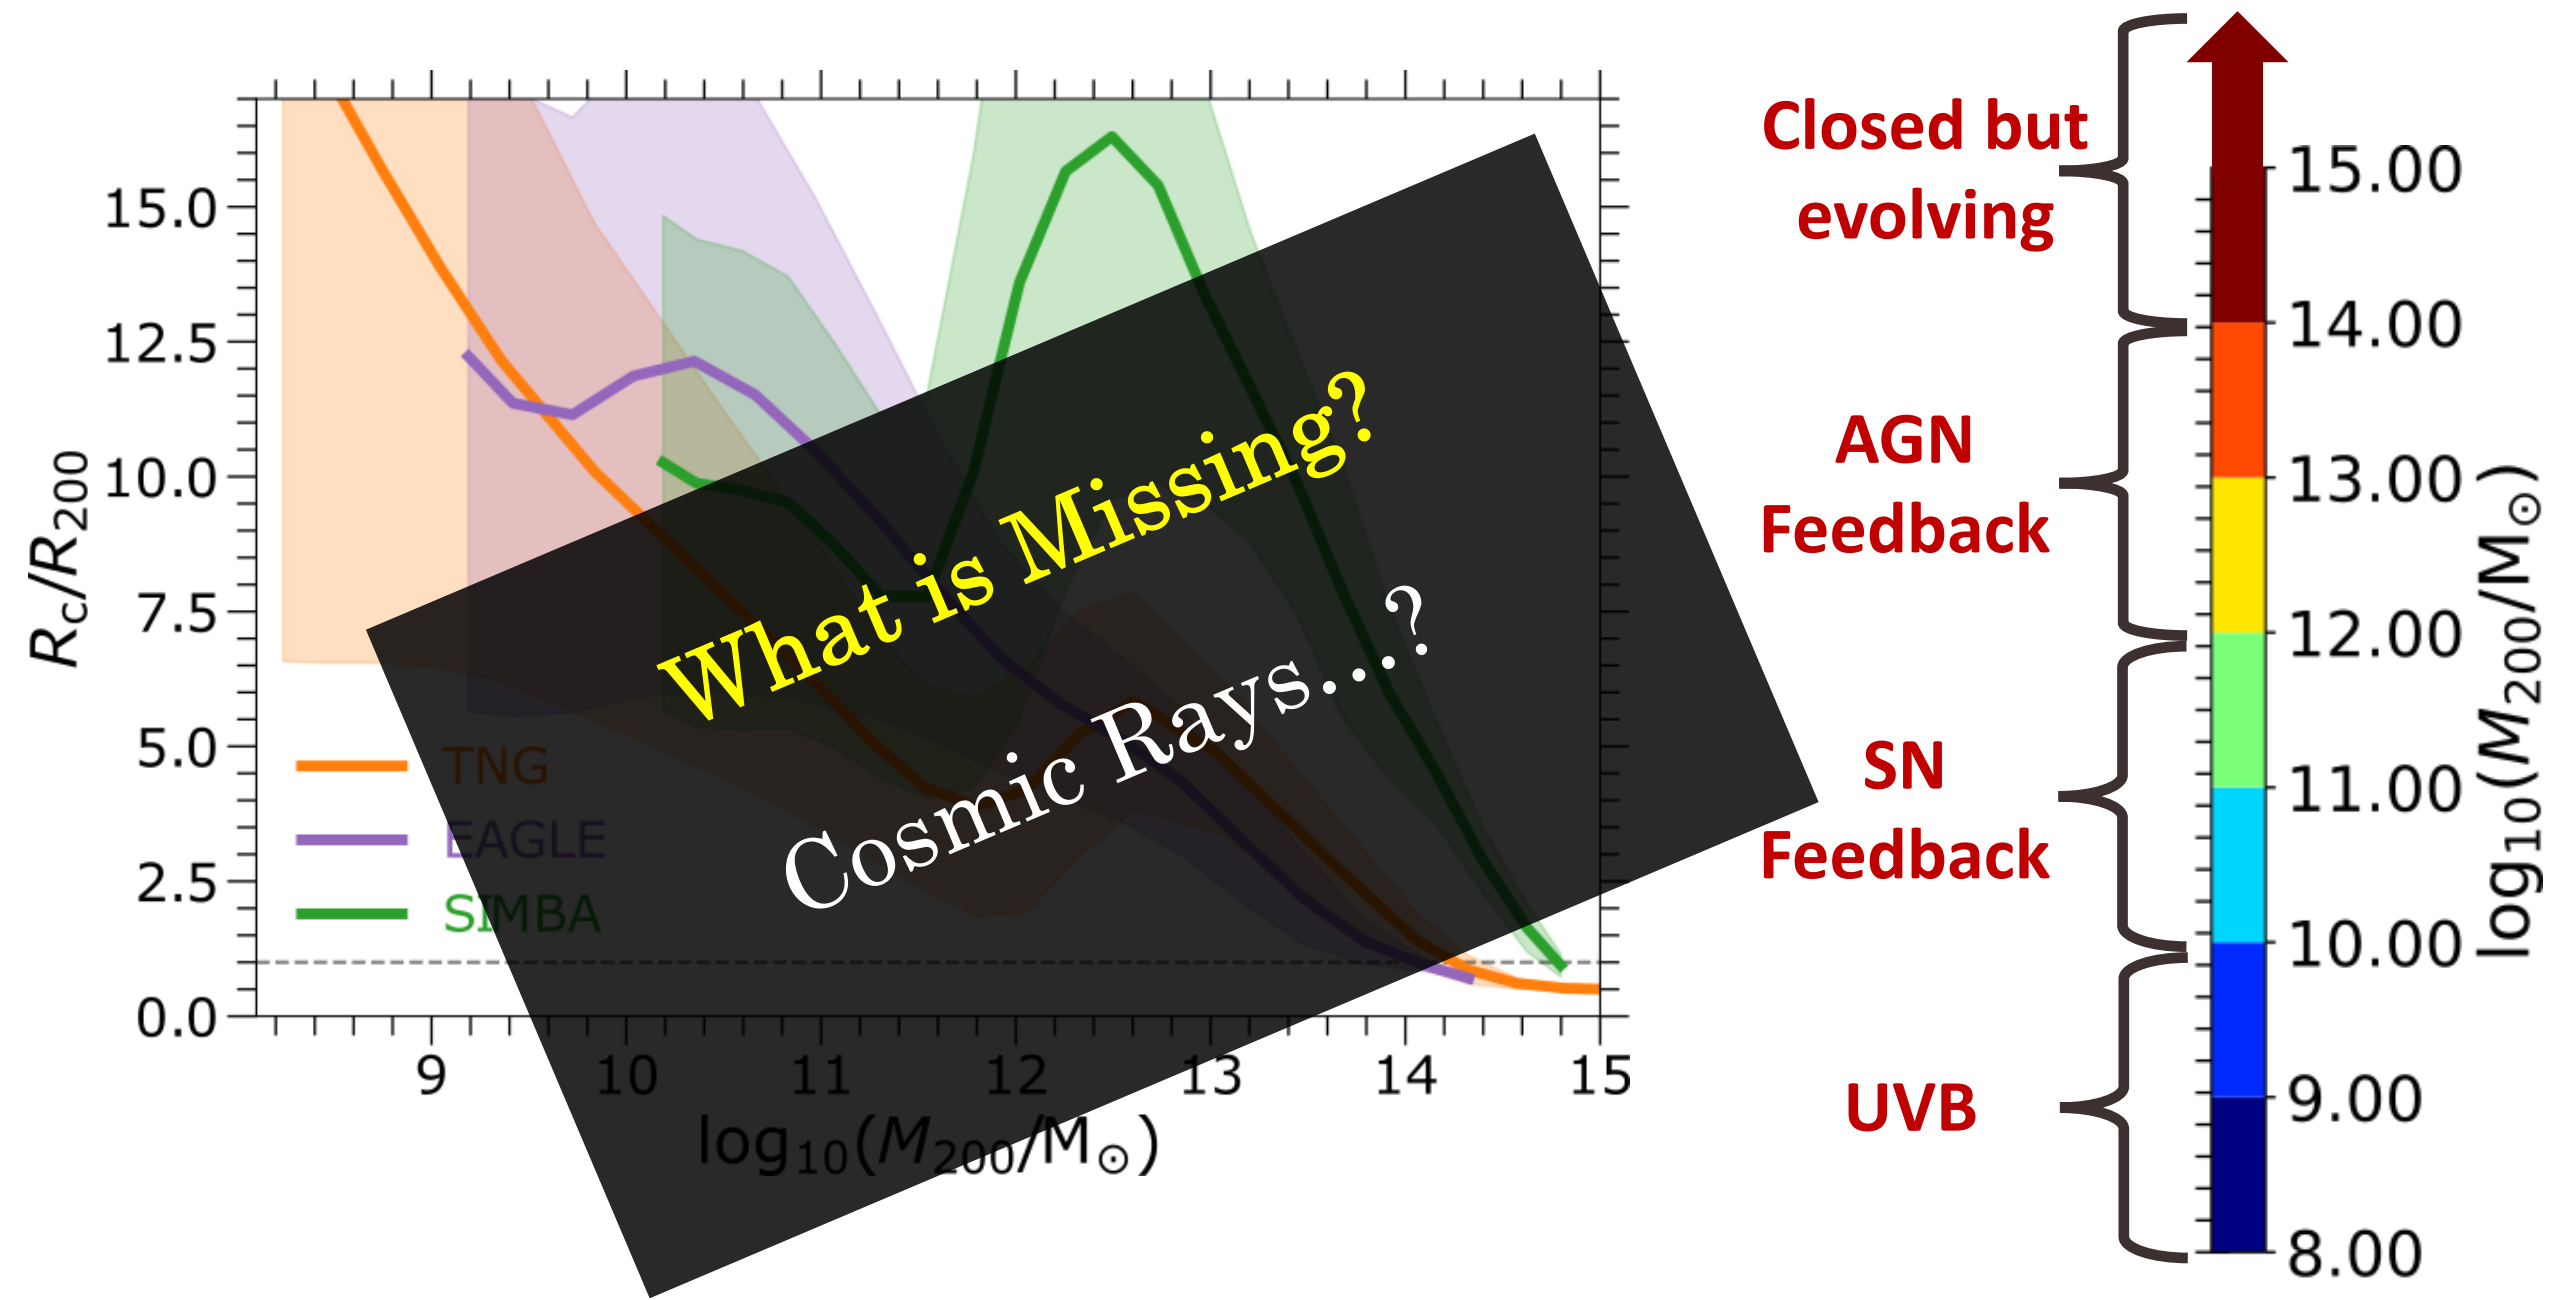 15.0
12.5
10.0
7.5
5.0
2.5
0.0
Rc/R200
TNG
EAGLE
SIMBA
9 10 11 12 13 14 15
log10(M200/M⊙)
What is Missing?
Cosmic Rays...?
Closed but
evolving
AGN
Feedback
SN
Feedback
UVB
15.00
14.00
13.00
12.00
11.00
10.00
9.00
8.00
log10(M200/M⊙)